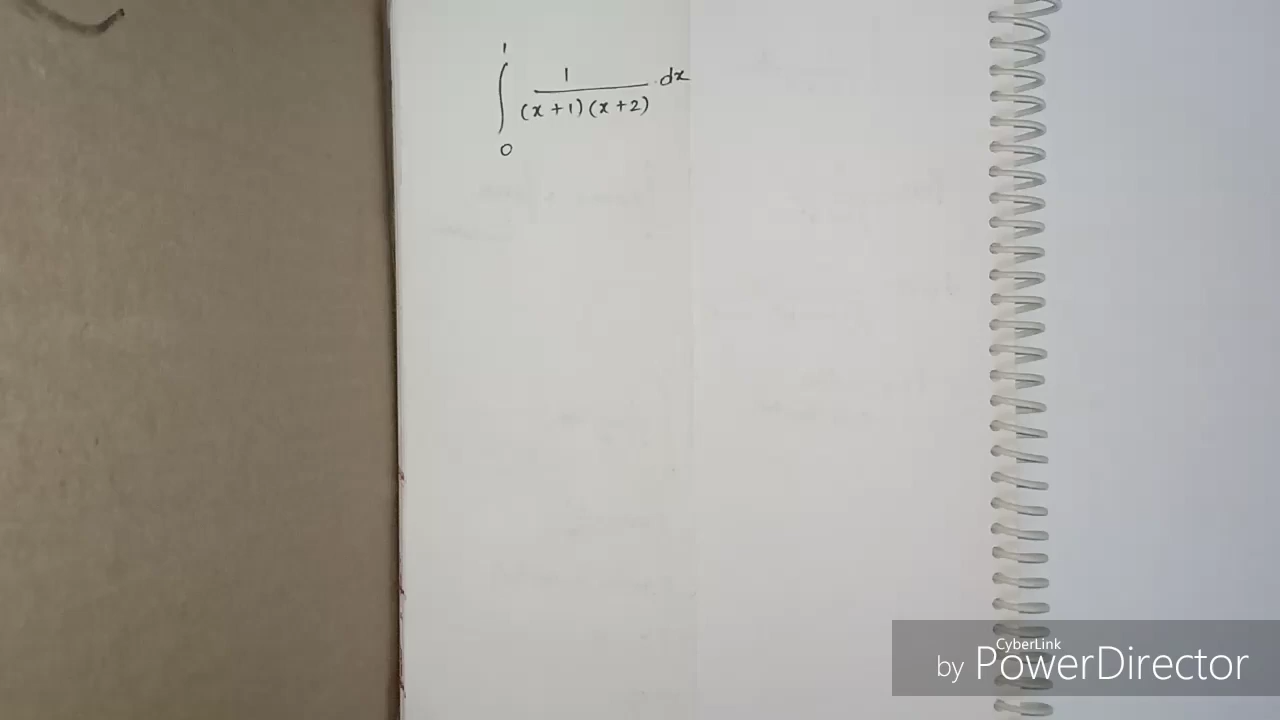 1
∫ 1 / (x+1)(x+2) . dx
0
CyberLink
by PowerDirector